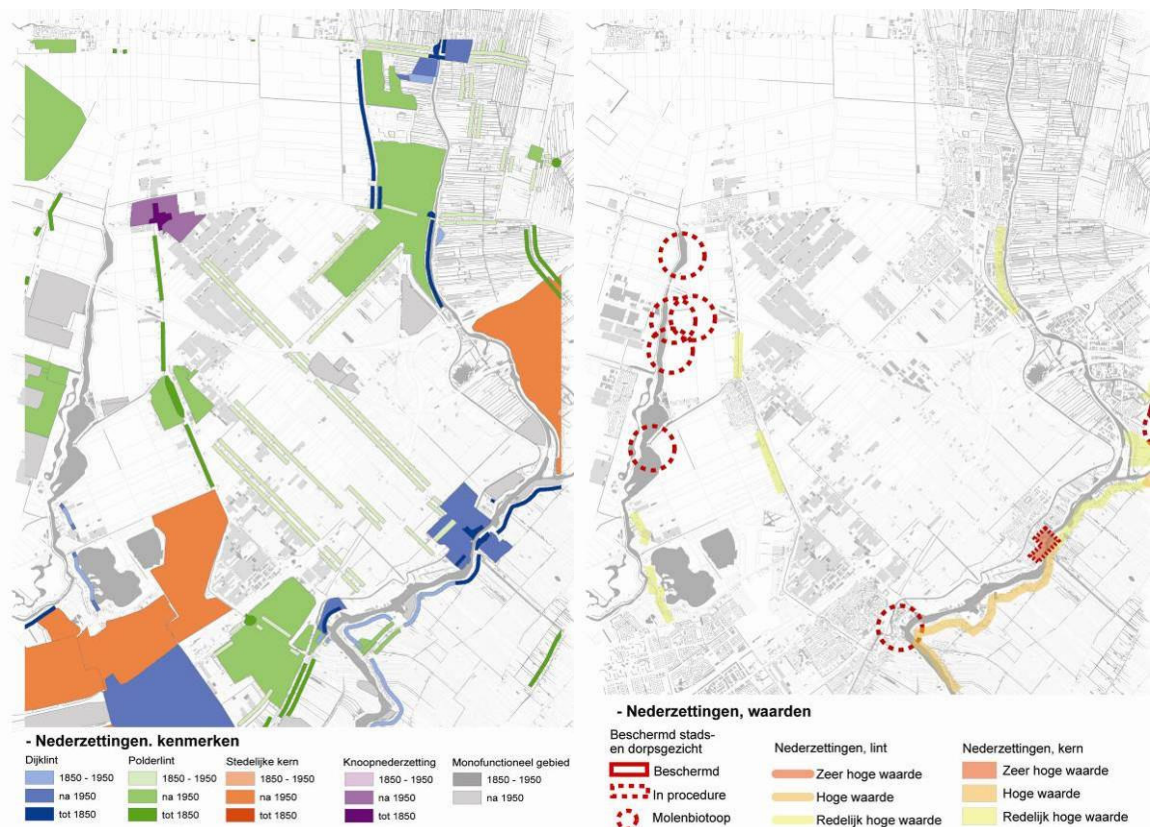 - Nederzettingen. kenmerken
Dijklint
1850 - 1950
na 1950
tot 1850
Polderlint
1850 - 1950
na 1950
tot 1850
Stedelijke kern
1850 - 1950
na 1950
tot 1850
Knoopnederzetting
1850 - 1950
na 1950
tot 1850
Monofunctioneel gebied
1850 - 1950
na 1950
- Nederzettingen, waarden
Beschermd stads-
en dorpsgezicht
Beschermd
In procedure
Molenbiotoop
Nederzettingen, lint
Zeer hoge waarde
Hoge waarde
Redelijk hoge waarde
Nederzettingen, kern
Zeer hoge waarde
Hoge waarde
Redelijk hoge waarde